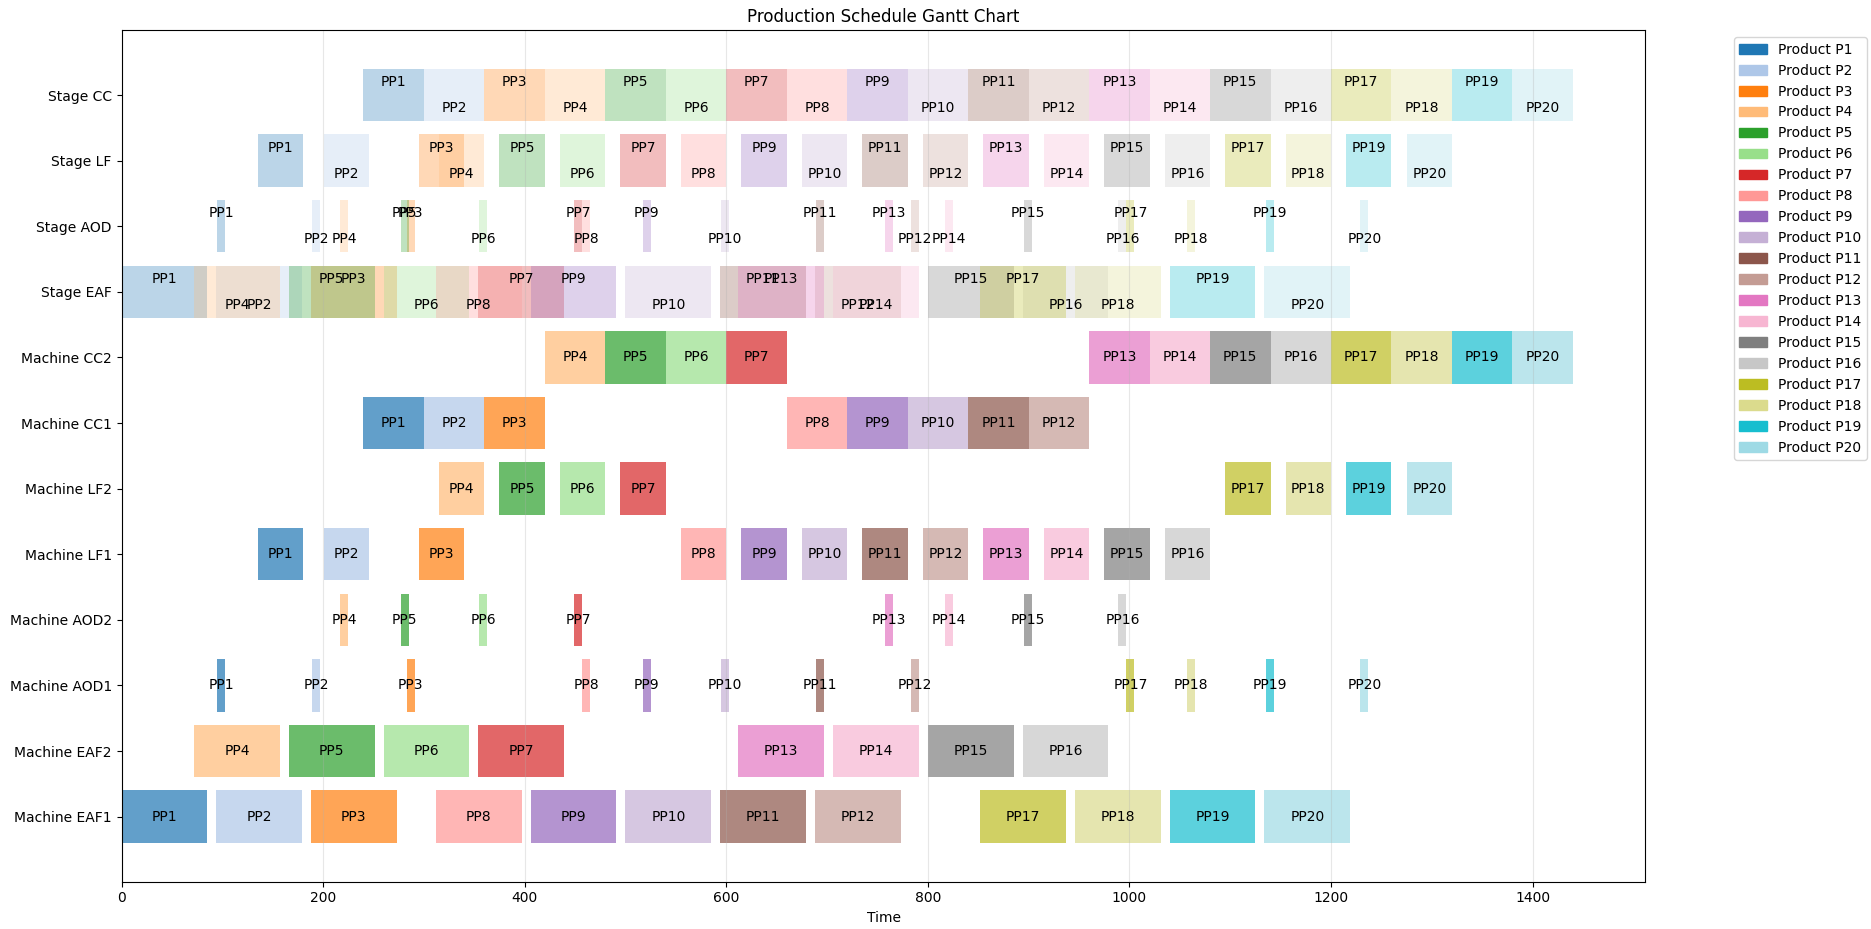 Production Schedule Gantt Chart
Stage CC
PP1 PP3 PP5 PP7 PP9 PP11 PP13 PP15 PP17 PP19
PP2 PP4 PP6 PP8 PP10 PP12 PP14 PP16 PP18 PP20
Stage LF
PP1 PP3 PP5 PP7 PP9 PP11 PP13 PP15 PP17 PP19
PP2 PP4 PP6 PP8 PP10 PP12 PP14 PP16 PP18 PP20
Stage AOD
PP1 PP5 PP3 PP7 PP9 PP11 PP13 PP15 PP17 PP19
PP2 PP4 PP6 PP8 PP10 PP12 PP14 PP16 PP18 PP20
Stage EAF
PP1 PP5 PP3 PP7 PP9 PP11 PP13 PP15 PP17 PP19
PP4 PP2 PP6 PP8 PP10 PP12 PP14 PP16 PP18 PP20
Machine CC2 PP4 PP5 PP6 PP7 PP13 PP14 PP15 PP16 PP17 PP18 PP19 PP20
Machine CC1 PP1 PP2 PP3 PP8 PP9 PP10 PP11 PP12
Machine LF2 PP4 PP5 PP6 PP7 PP17 PP18 PP19 PP20
Machine LF1 PP1 PP2 PP3 PP8 PP9 PP10 PP11 PP12 PP13 PP14 PP15 PP16
Machine AOD2 PP4 PP5 PP6 PP7 PP13 PP14 PP15 PP16
Machine AOD1 PP1 PP2 PP3 PP8 PP9 PP10 PP11 PP12 PP17 PP18 PP19 PP20
Machine EAF2 PP4 PP5 PP6 PP7 PP13 PP14 PP15 PP16
Machine EAF1 PP1 PP2 PP3 PP8 PP9 PP10 PP11 PP12 PP17 PP18 PP19 PP20
0 200 400 600 800 1000 1200 1400
Time
Product P1
Product P2
Product P3
Product P4
Product P5
Product P6
Product P7
Product P8
Product P9
Product P10
Product P11
Product P12
Product P13
Product P14
Product P15
Product P16
Product P17
Product P18
Product P19
Product P20